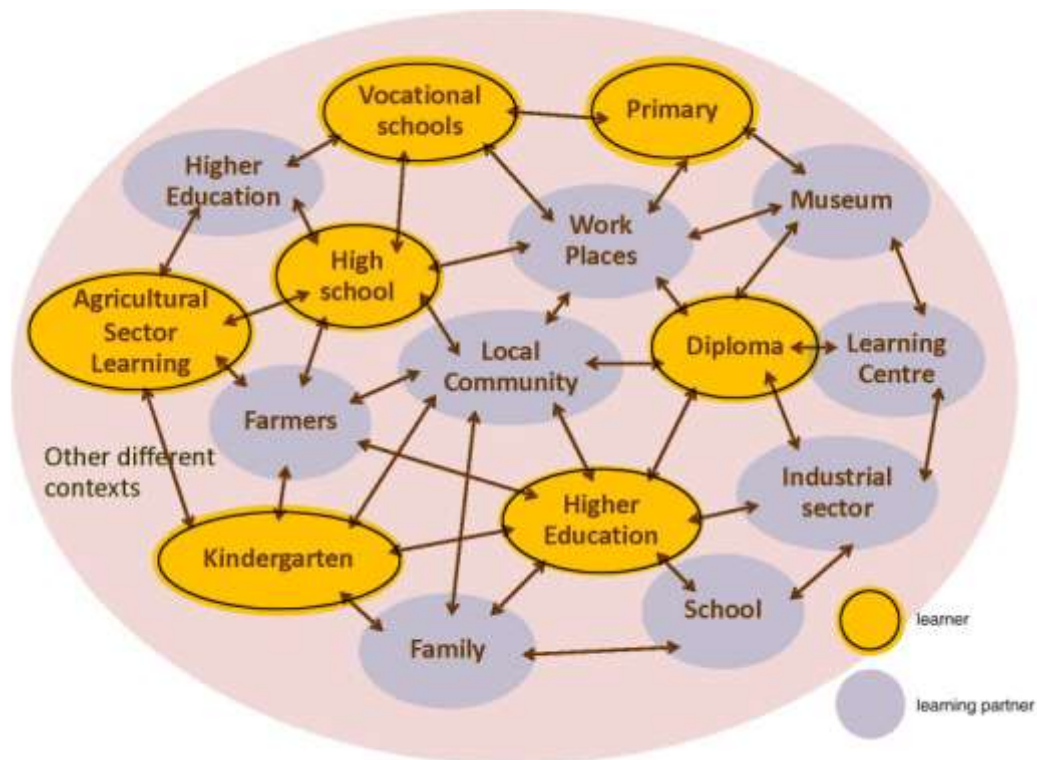 Vocational
schools
Primary
Higher
Education
Museum
Work
Places
High
school
Agricultural
Sector
Learning
Local
Community
Diploma
Learning
Centre
Farmers
Other different
contexts
Industrial
sector
Higher
Education
Kindergarten
School
Family
learner
learning partner